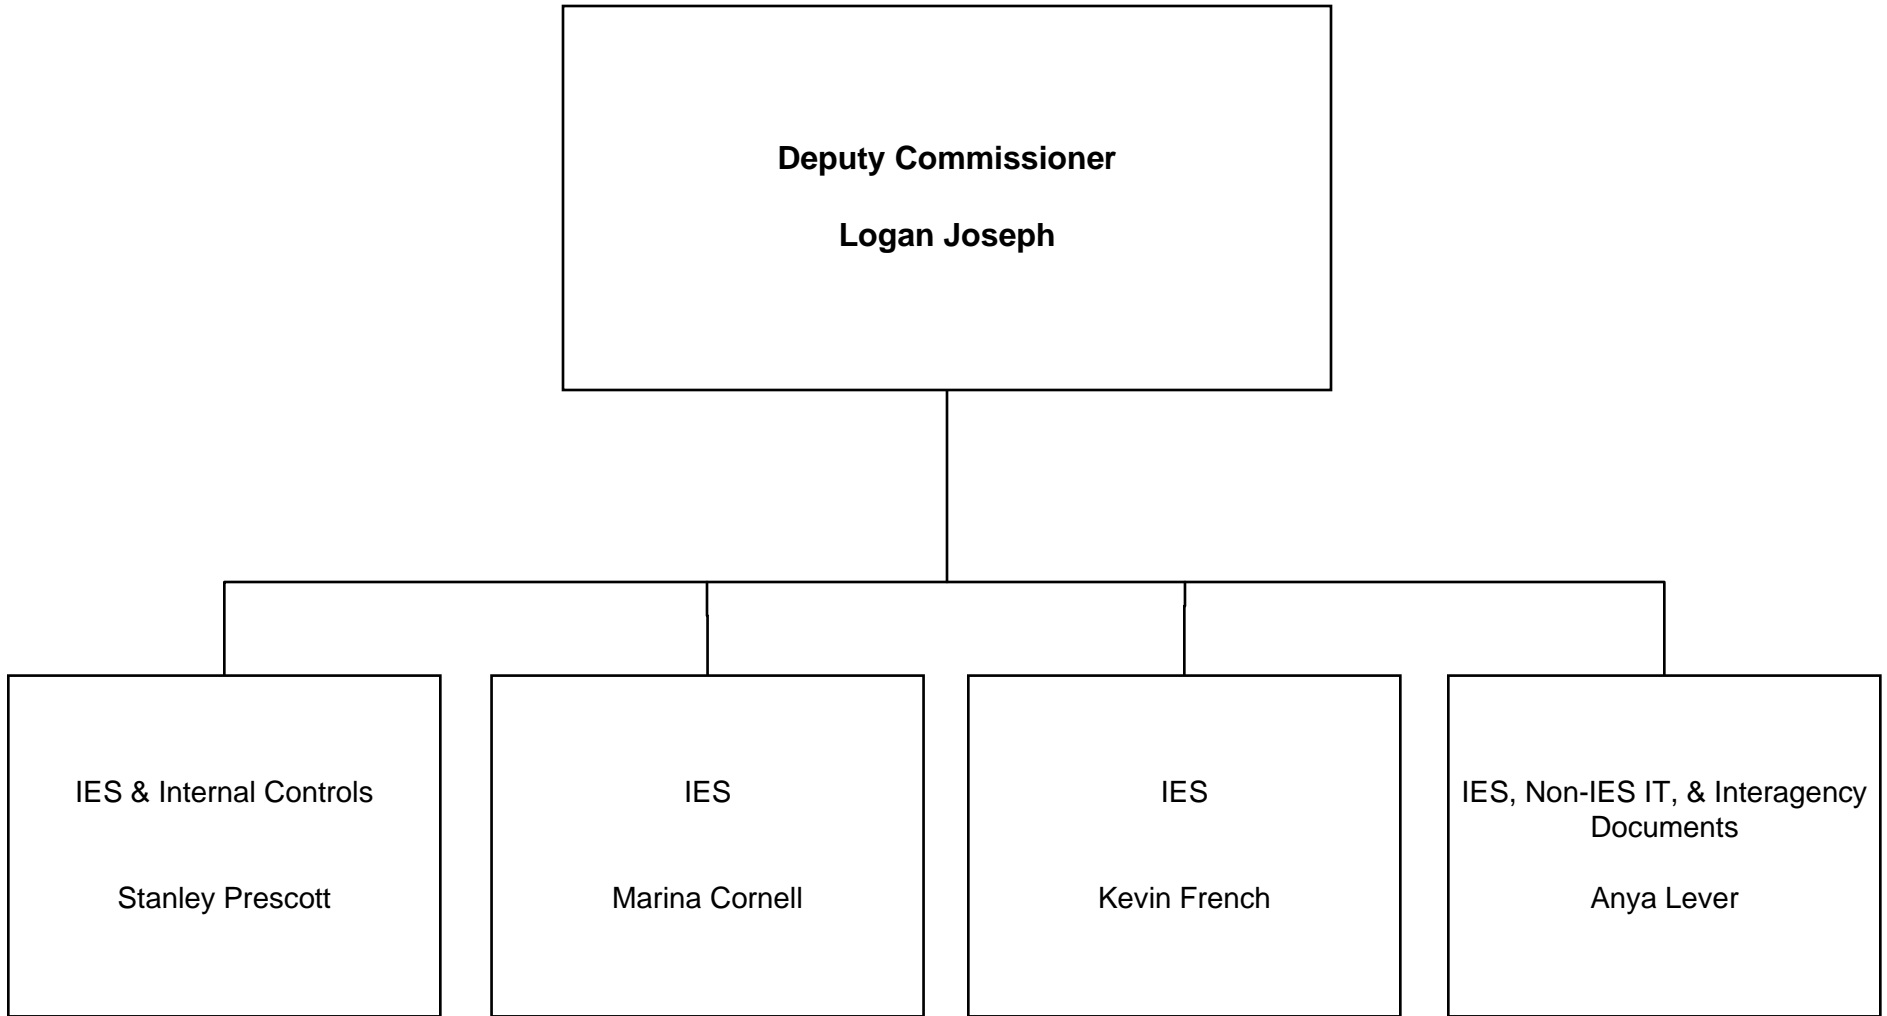 Deputy Commissioner
Logan Joseph
IES & Internal Controls
Stanley Prescott
IES
Marina Cornell
IES
Kevin French
IES, Non-IES IT, & Interagency
Documents
Anya Lever